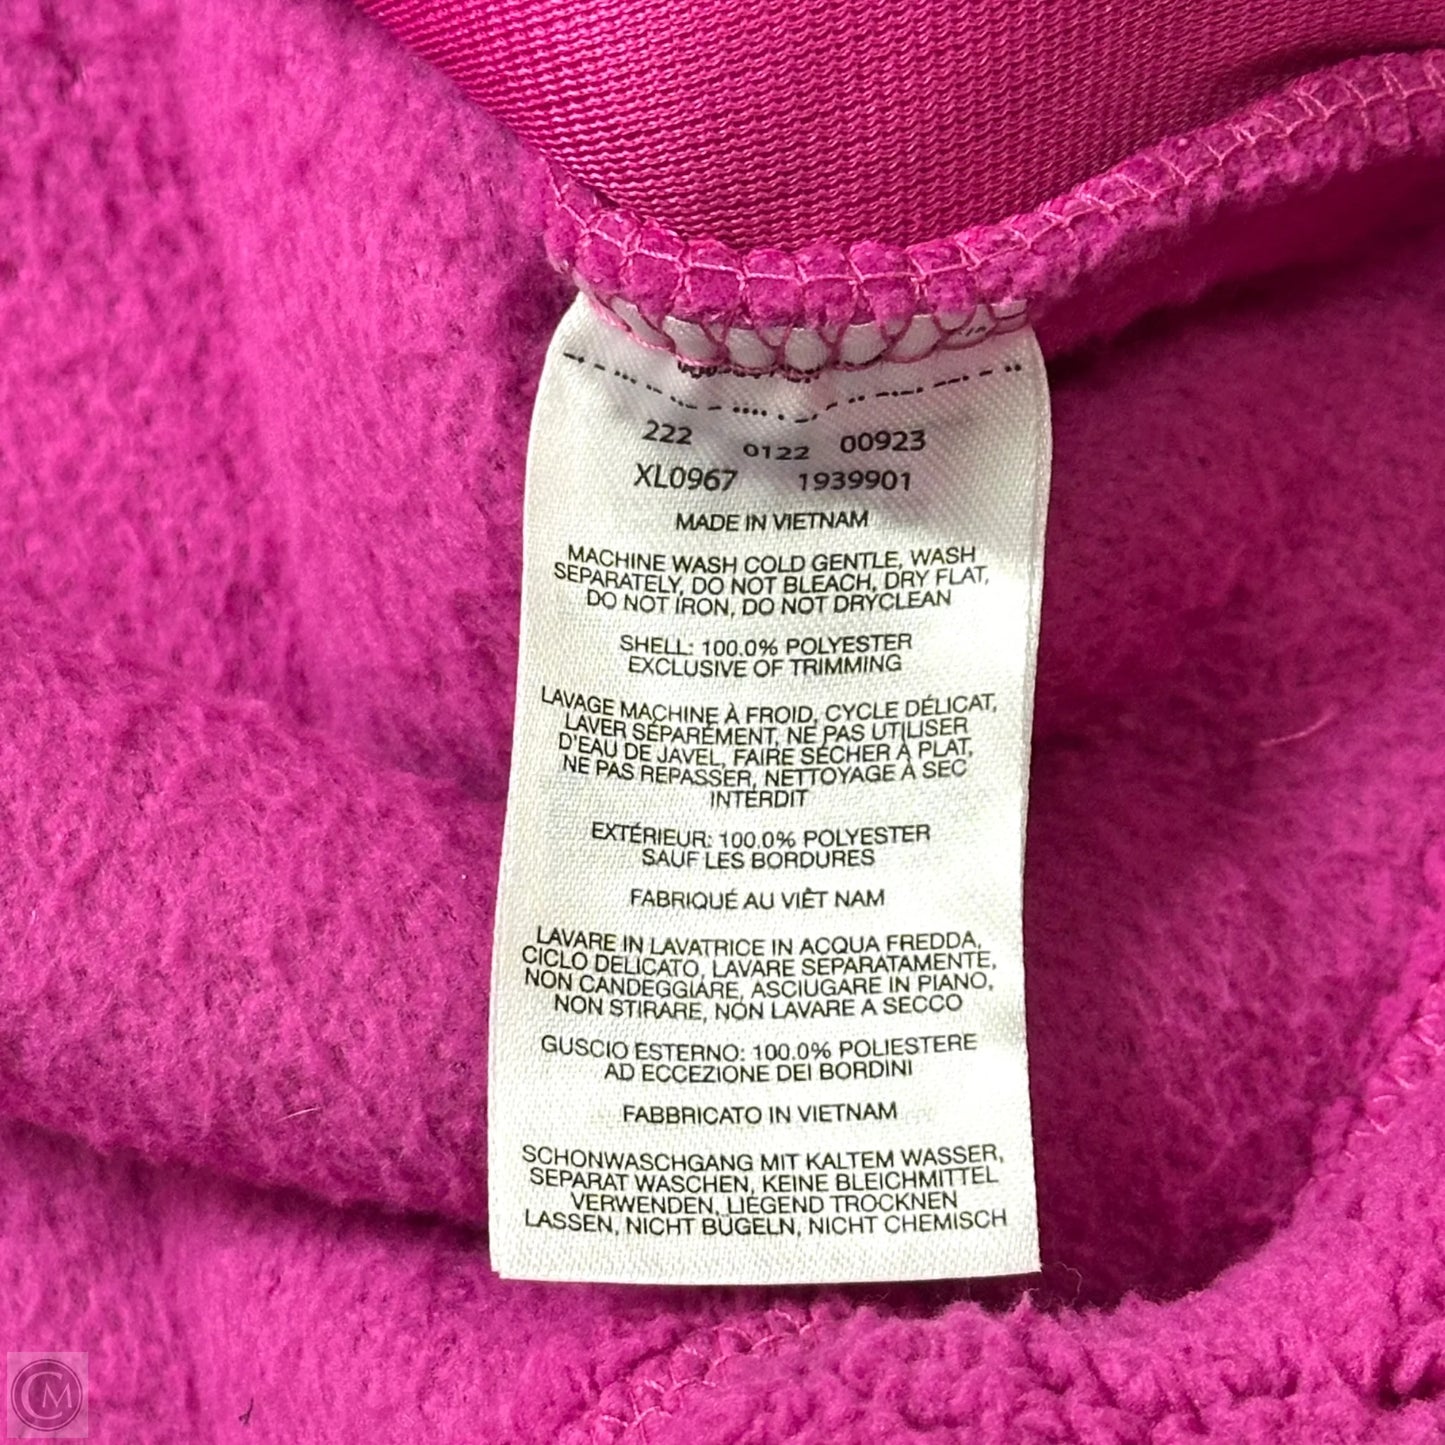 222 0122 00923
XL0967 1939901
MADE IN VIETNAM
MACHINE WASH COLD GENTLE, WASH
SEPARATELY, DO NOT BLEACH, DRY FLAT,
DO NOT IRON, DO NOT DRYCLEAN
SHELL: 100.0% POLYESTER
EXCLUSIVE OF TRIMMING
LAVAGE MACHINE À FROID, CYCLE DÉLICAT,
LAVER SÉPARÉMENT, NE PAS UTILISER
D'EAU DE JAVEL, FAIRE SÉCHER À PLAT,
NE PAS REPASSER, NETTOYAGE À SEC
INTERDIT
EXTÉRIEUR: 100.0% POLYESTER
SAUF LES BORDURES
FABRIQUÉ AU VIÊT NAM
LAVARE IN LAVATRICE IN ACQUA FREDDA,
CICLO DELICATO, LAVARE SEPARATAMENTE,
NON CANDEGGIARE, ASCIUGARE IN PIANO,
NON STIRARE, NON LAVARE A SECCO
GUSCIO ESTERNO: 100.0% POLIESTERE
AD ECCEZIONE DEI BORDINI
FABBRICATO IN VIETNAM
SCHONWASCHGANG MIT KALTEM WASSER,
SEPARAT WASCHEN, KEINE BLEICHMITTEL
VERWENDEN, LIEGEND TROCKNEN
LASSEN, NICHT BÜGELN, NICHT CHEMISCH
CM